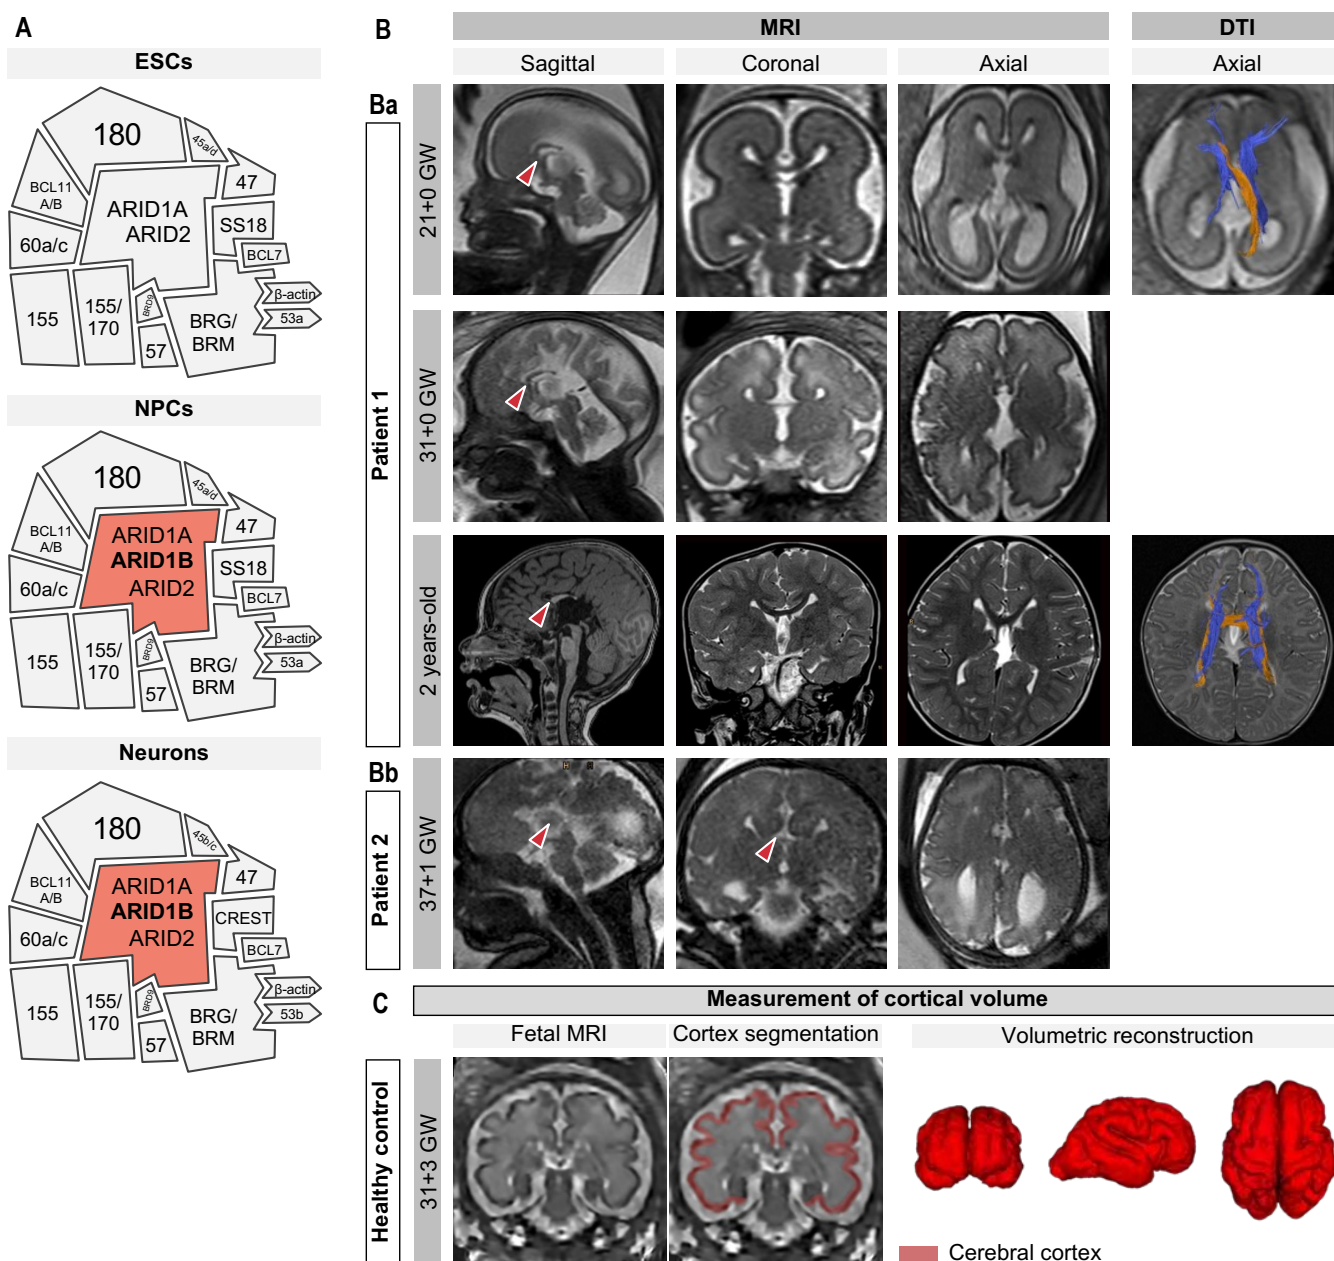 A
ESCs
180
45a/d
BCL11
A/B
47
ARID1A
ARID2
SS18
60a/c
BCL7
155
155/
170
BRD9
57
BRG/
BRM
β-actin
53a
NPCs
180
45a/d
BCL11
A/B
47
ARID1A
ARID1B
ARID2
SS18
60a/c
BCL7
155
155/
170
BRD9
57
BRG/
BRM
β-actin
53a
Neurons
180
45b/c
BCL11
A/B
47
ARID1A
ARID1B
ARID2
CREST
60a/c
BCL7
155
155/
170
BRD9
57
BRG/
BRM
β-actin
53b
B
MRI
DTI
Sagittal
Coronal
Axial
Axial
Ba
Patient 1
21+0 GW
31+0 GW
2 years-old
Bb
Patient 2
37+1 GW
C
Measurement of cortical volume
Fetal MRI
Cortex segmentation
Volumetric reconstruction
Healthy control
31+3 GW
Cerebral cortex